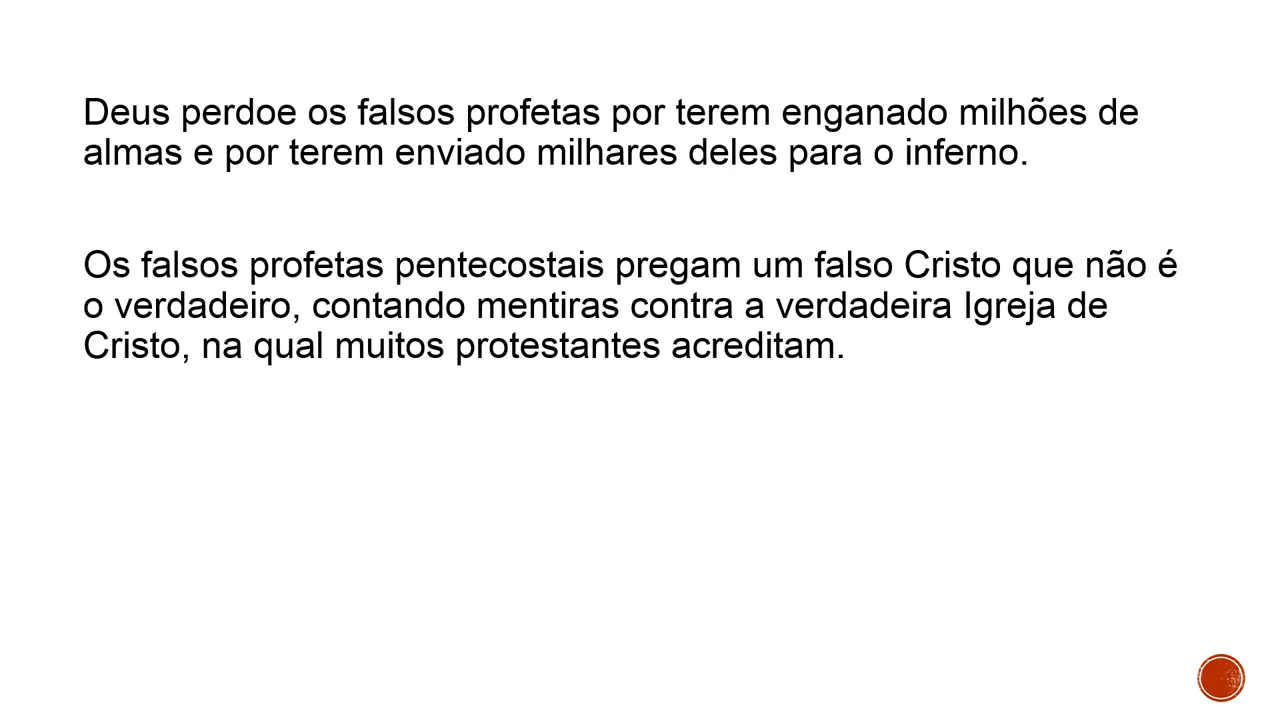 Deus perdoe os falsos profetas por terem enganado milhões de
almas e por terem enviado milhares deles para o inferno.
Os falsos profetas pentecostais pregam um falso Cristo que não é
o verdadeiro, contando mentiras contra a verdadeira Igreja de
Cristo, na qual muitos protestantes acreditam.